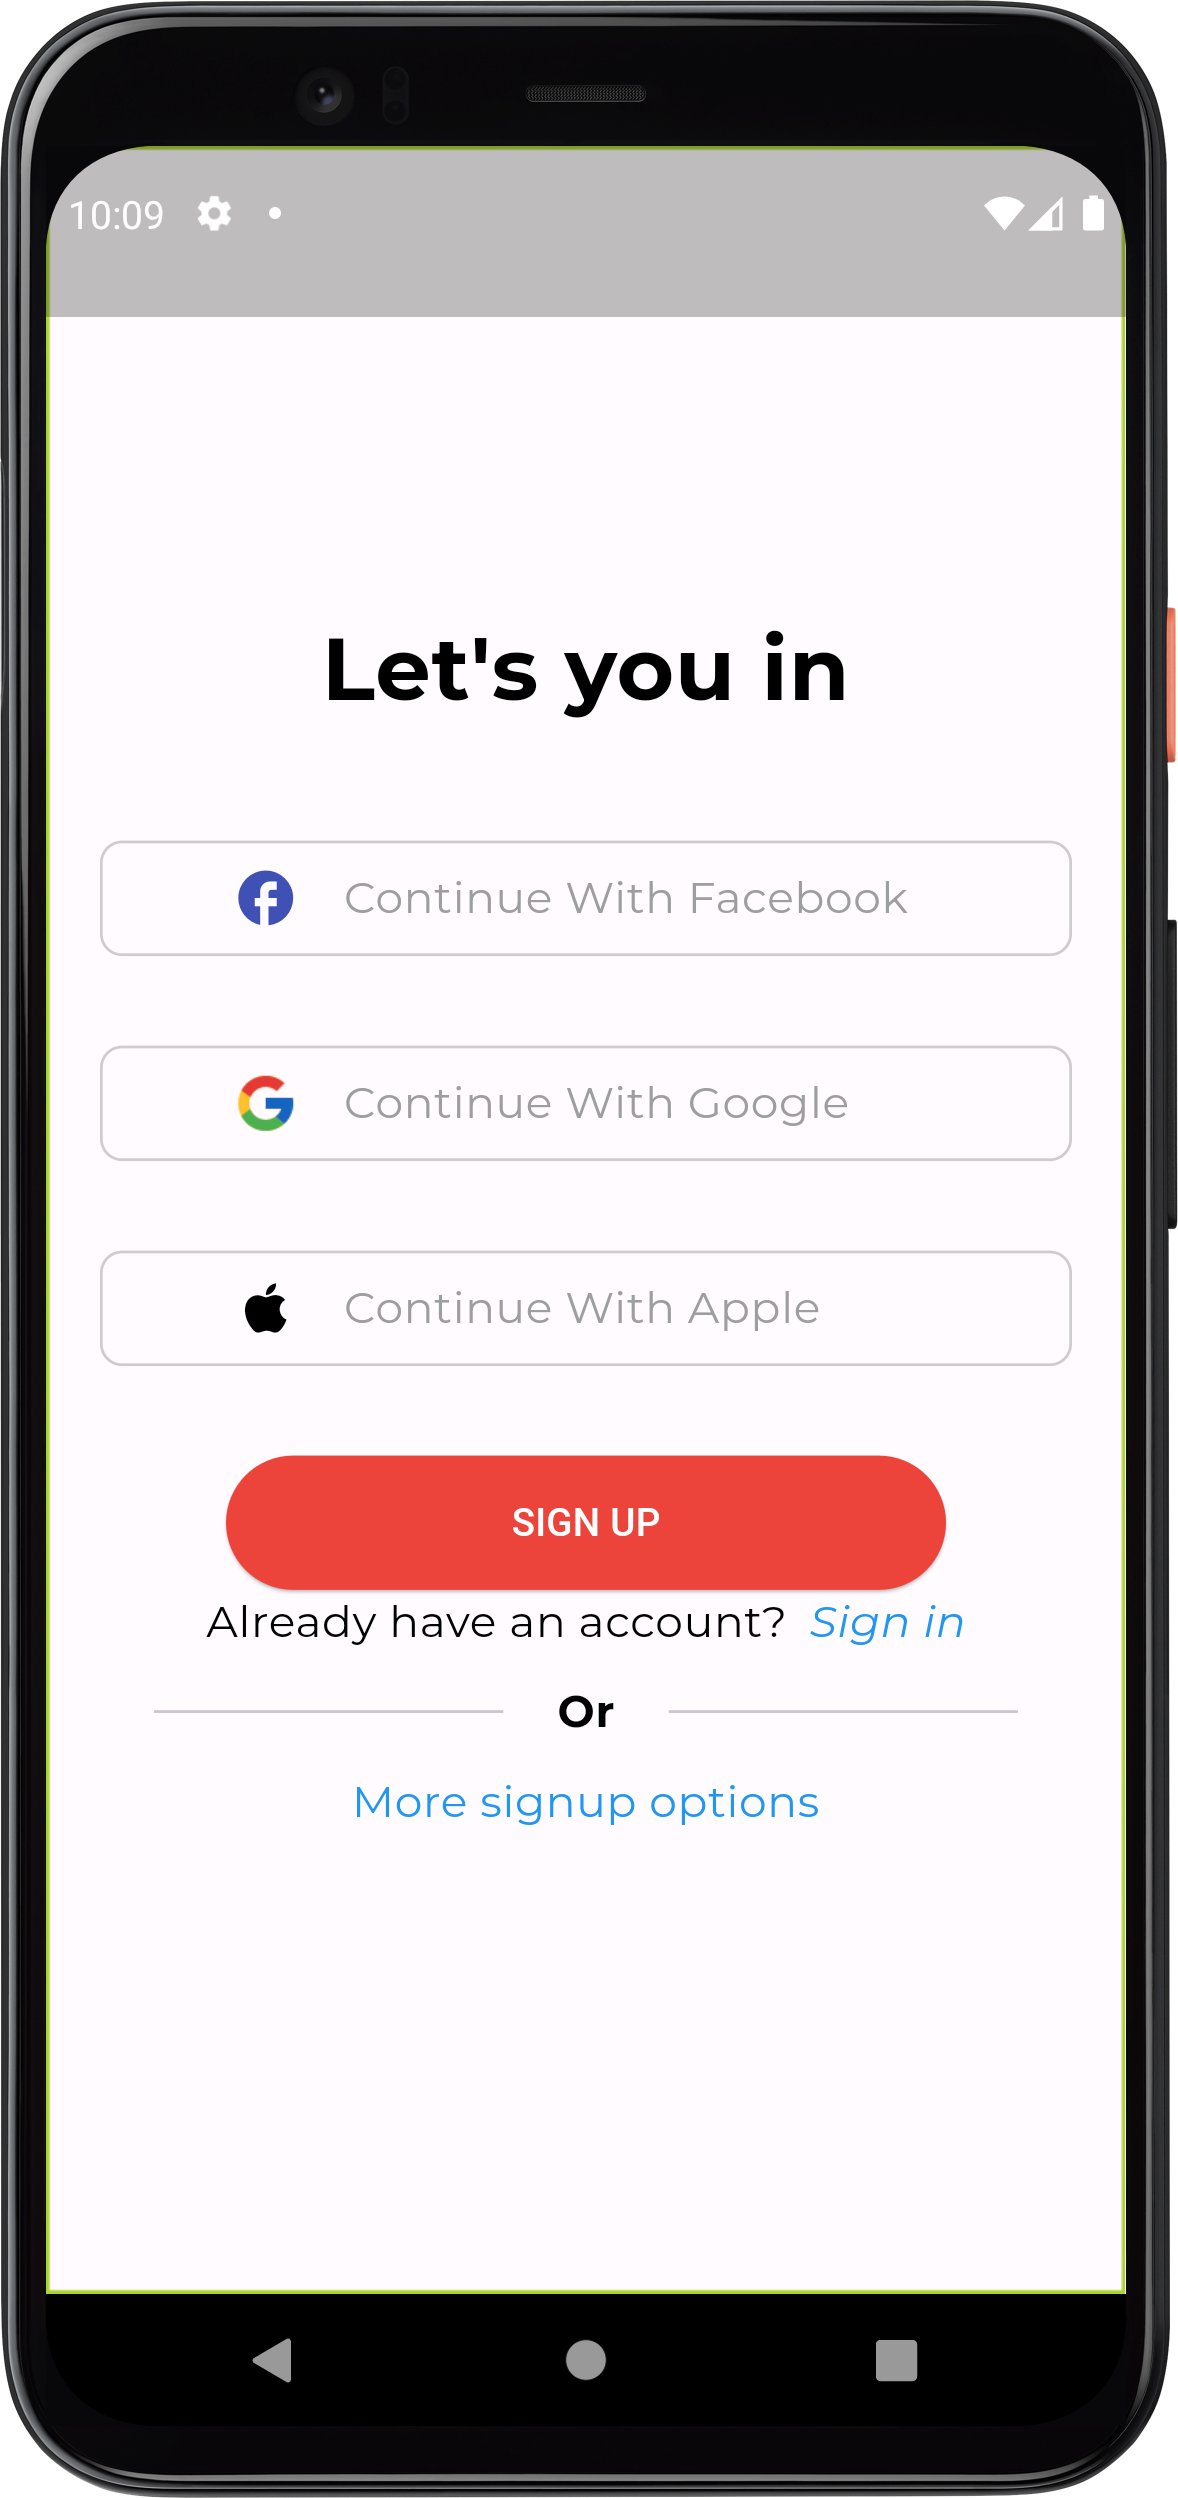 10:09
Let's you in
Continue With Facebook
Continue With Google
Continue With Apple
SIGN UP
Already have an account? Sign in
Or
More signup options